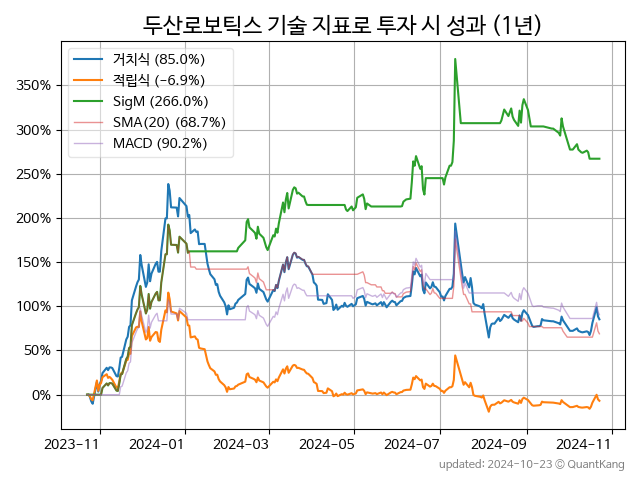 두산로보틱스 기술 지표로 투자 시 성과 (1년)
거치식 (85.0%)
적립식 (-6.9%)
SigM (266.0%)
SMA(20) (68.7%)
MACD (90.2%)
350%
300%
250%
200%
150%
100%
50%
0%
2023-11 2024-01 2024-03 2024-05 2024-07 2024-09 2024-11
updated: 2024-10-23 © QuantKang